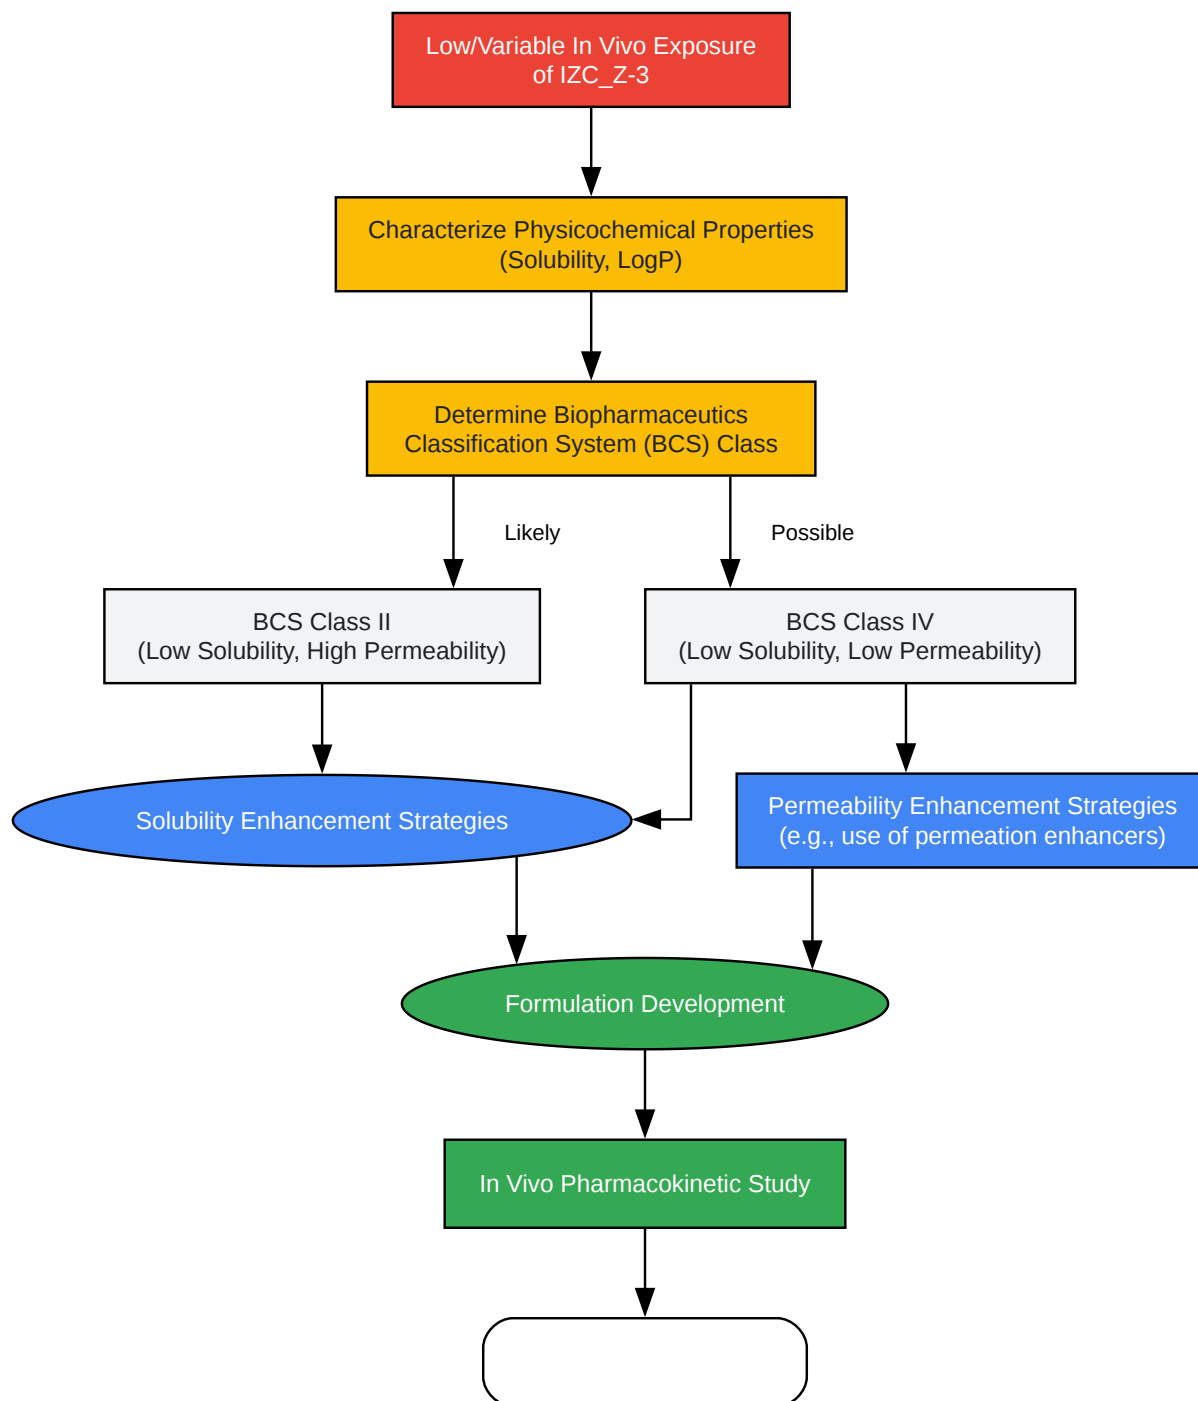 Low/Variable In Vivo Exposure
of IZC_Z-3
Characterize Physicochemical Properties
(Solubility, LogP)
Determine Biopharmaceutics
Classification System (BCS) Class
Likely
Possible
BCS Class II
(Low Solubility, High Permeability)
BCS Class IV
(Low Solubility, Low Permeability)
Solubility Enhancement Strategies
Permeability Enhancement Strategies
(e.g., use of permeation enhancers)
Formulation Development
In Vivo Pharmacokinetic Study